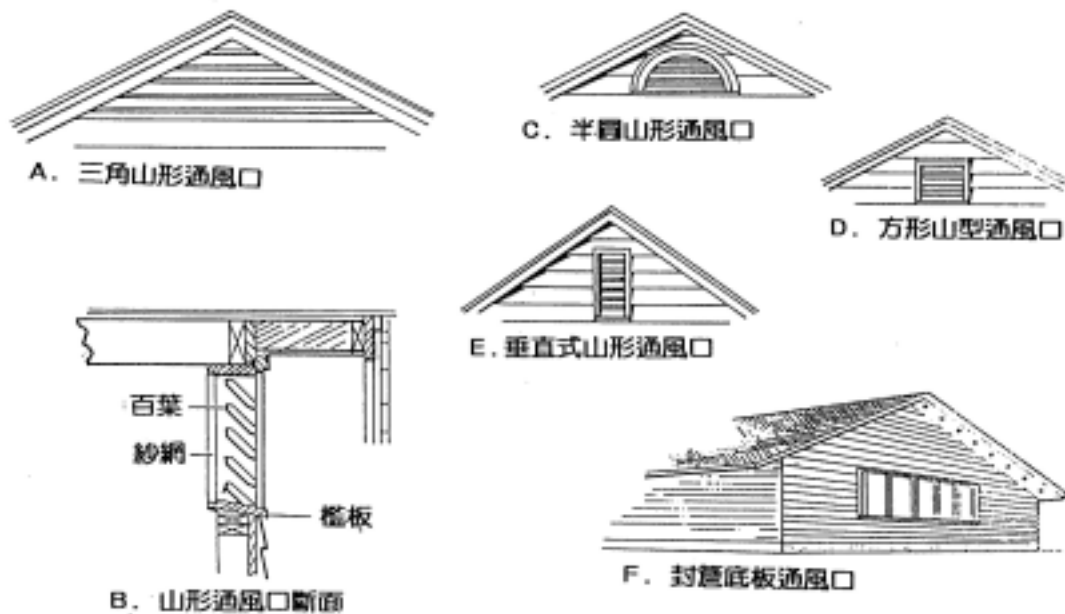 A. 三角山形通風口
C. 半圓山形通風口
D. 方形山型通風口
E. 垂直式山形通風口
百葉
紗網
檻板
B. 山形通風口斷面
F. 封簷底板通風口